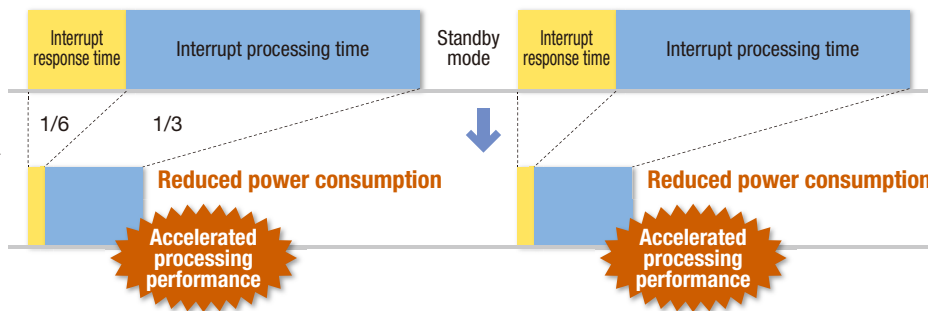 Interrupt
response time
Interrupt processing time
Standby
mode
Interrupt
response time
Interrupt processing time
1/6
1/3
Reduced power consumption
Reduced power consumption
Accelerated
processing
performance
Accelerated
processing
performance